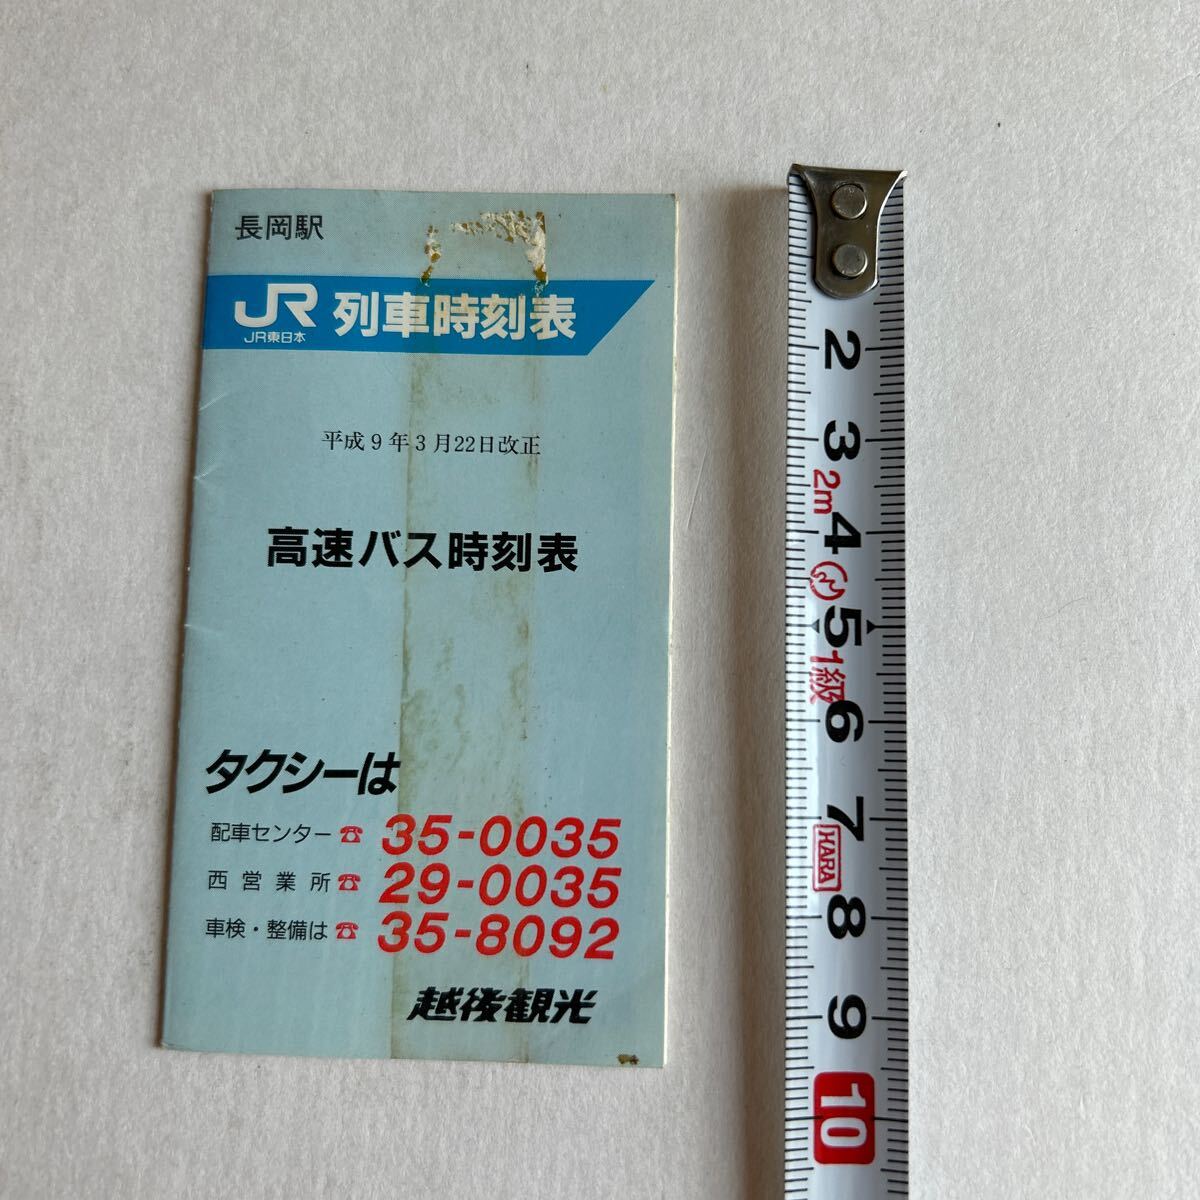 長岡駅
JR 列車時刻表
JR東日本
平成9年3月22日改正
高速バス時刻表
タクシーは
配車センター☎ 35-0035
西営業所☎ 29-0035
車検・整備は☎ 35-8092
越後観光
2
3
2m
4
5
1級
6
7
HARA
8
9
10